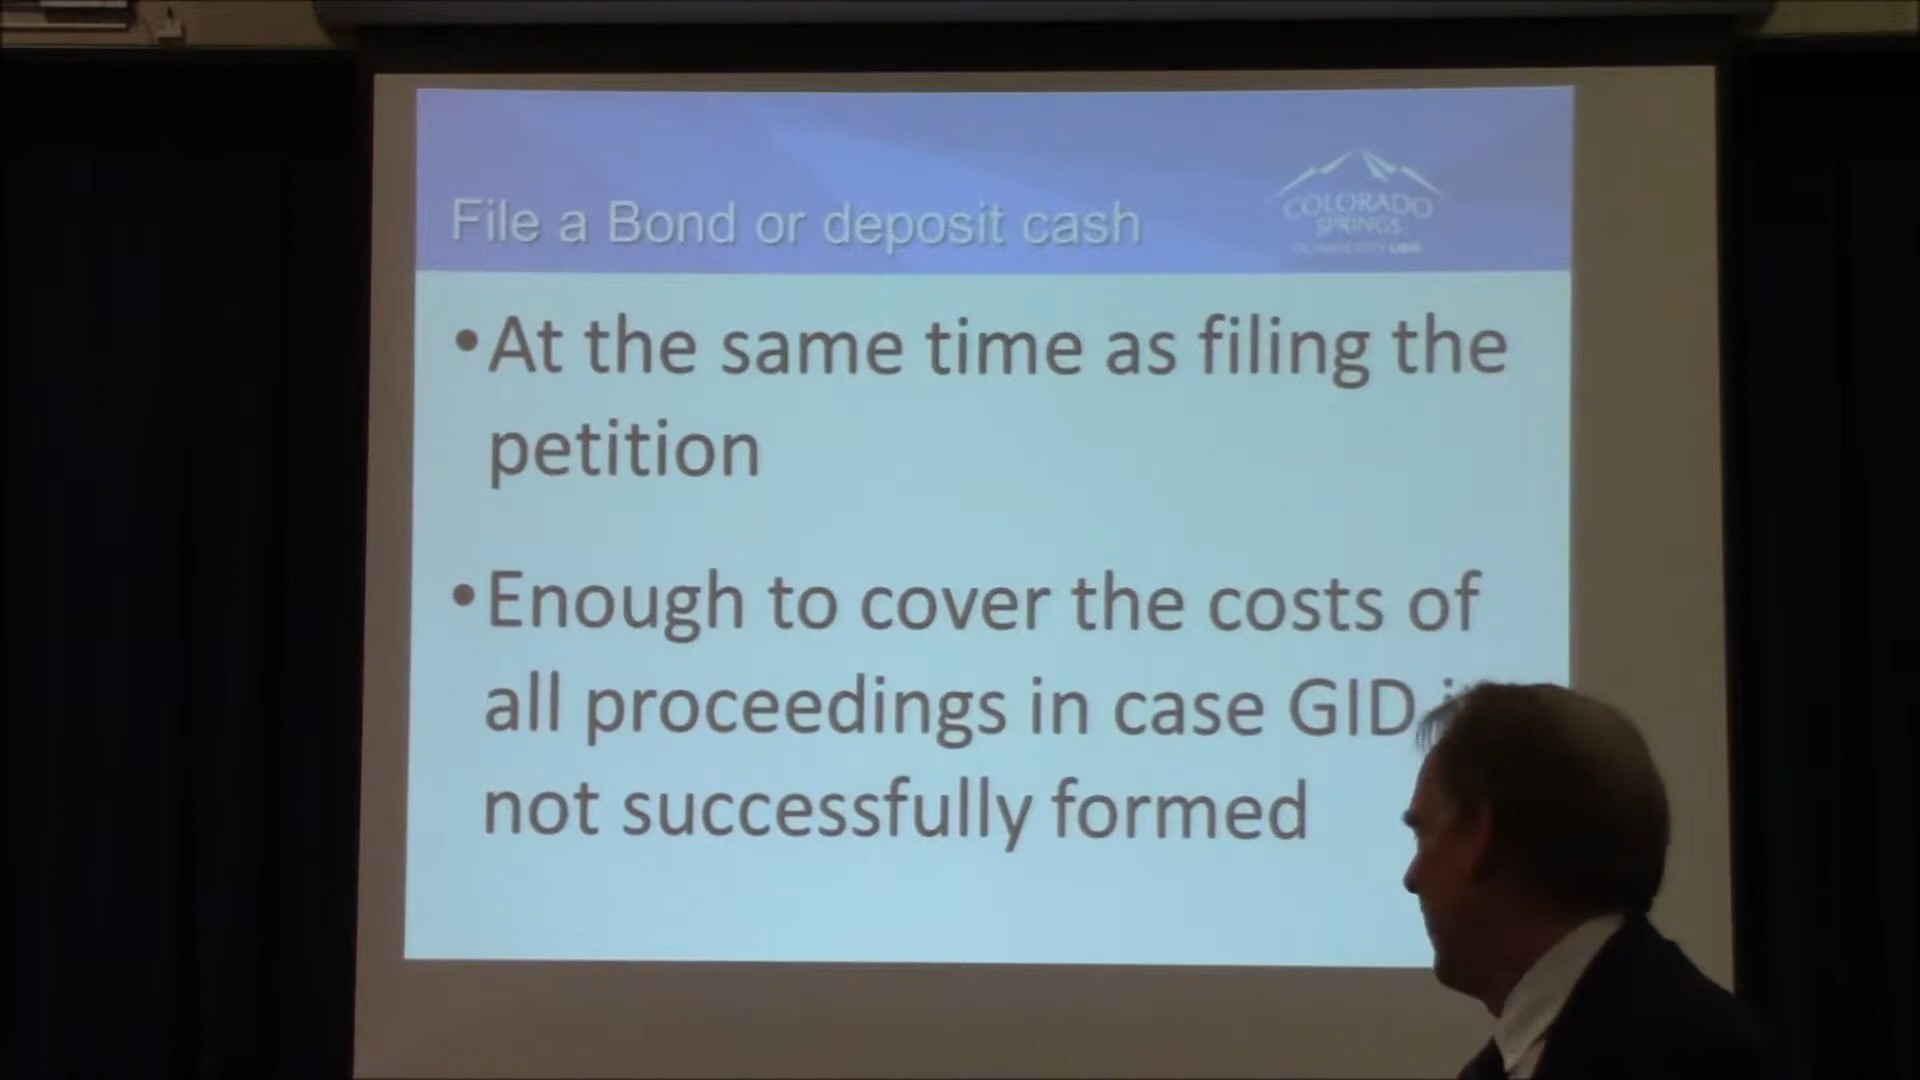 File a Bond or deposit cash
COLORADO
SPRINGS
•At the same time as filing the
petition
•Enough to cover the costs of
all proceedings in case GID
not successfully formed